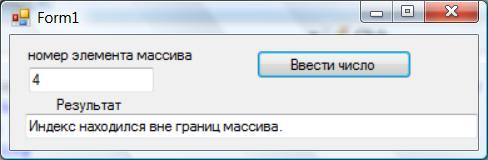 Form1
номер элемента массива
Ввести число
4
Результат
Индекс находился вне границ массива.